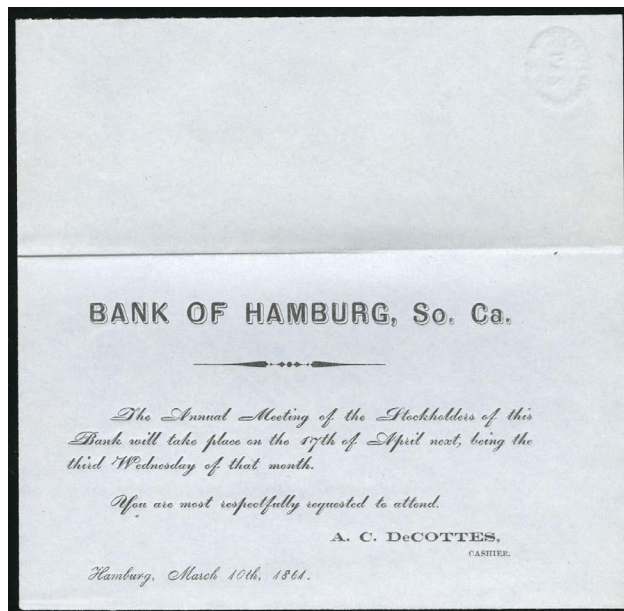 BANK OF HAMBURG, So. Ca.
The Annual Meeting of the Stockholders of this
Bank will take place on the 17th of April next, being the
third Wednesday of that month.
You are most respectfully requested to attend.
A. C. DeCOTTES,
CASHIER.
Hamburg, March 10th, 1861.